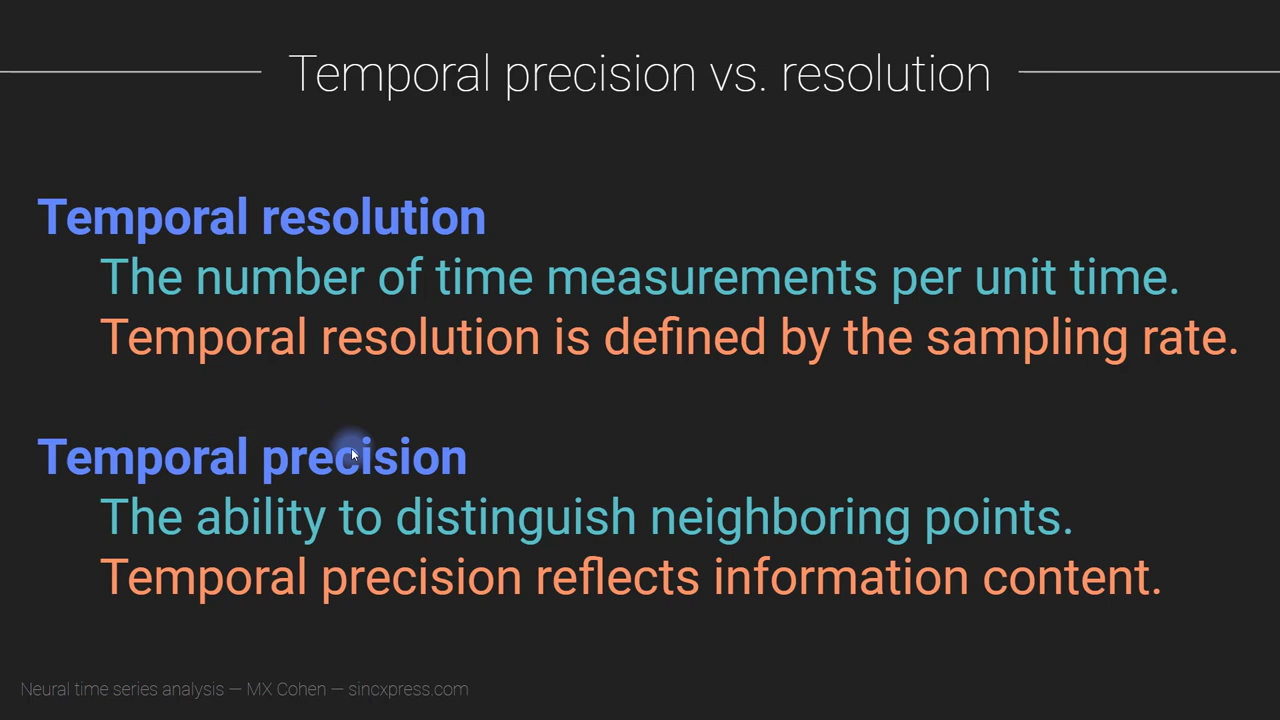 Temporal precision vs. resolution
Temporal resolution
The number of time measurements per unit time.
Temporal resolution is defined by the sampling rate.
Temporal precision
The ability to distinguish neighboring points.
Temporal precision reflects information content.
Neural time series analysis — MX Cohen — sincxpress.com